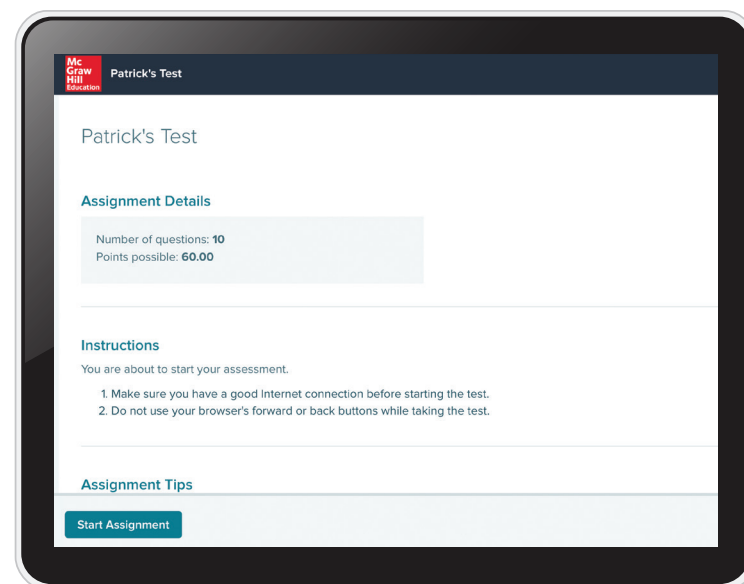 Mc
Graw
Hill
Education
Patrick's Test
Patrick's Test
Assignment Details
Number of questions: 10
Points possible: 60.00
Instructions
You are about to start your assessment.
1. Make sure you have a good Internet connection before starting the test.
2. Do not use your browser's forward or back buttons while taking the test.
Assignment Tips
Start Assignment